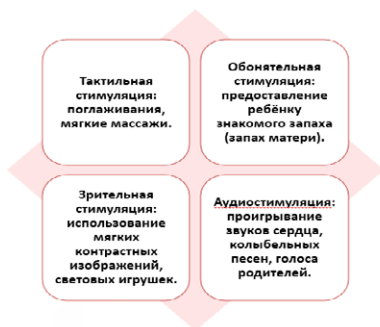 Тактильная
стимуляция:
поглаживания,
мягкие массажи.
Обонятельная
стимуляция:
предоставление
ребёнку
знакомого запаха
(запах матери).
Зрительная
стимуляция:
использование
мягких
контрастных
изображений,
световых игрушек.
Аудиостимуляция:
проигрывание
звуков сердца,
колыбельных
песен, голоса
родителей.